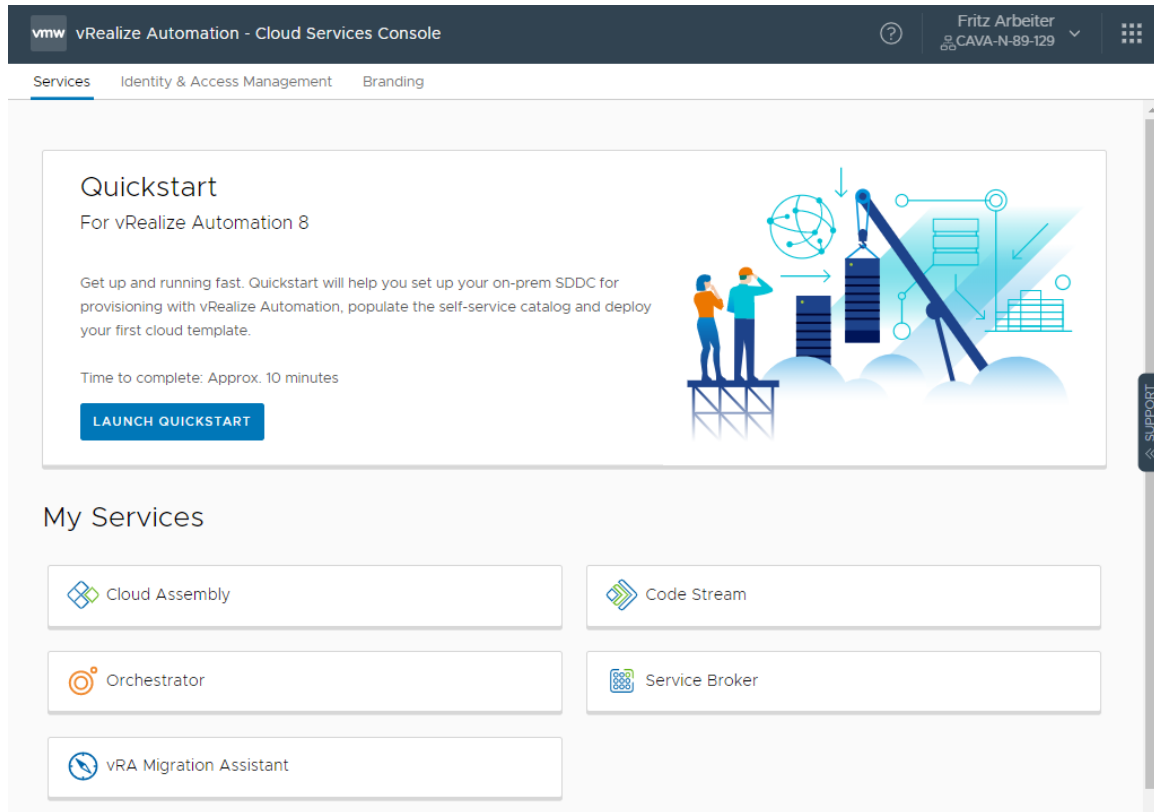 vmw vRealize Automation - Cloud Services Console
Fritz Arbeiter
CAVA-N-89-129
Services Identity & Access Management Branding
Quickstart
For vRealize Automation 8
Get up and running fast. Quickstart will help you set up your on-prem SDDC for
provisioning with vRealize Automation, populate the self-service catalog and deploy
your first cloud template.
Time to complete: Approx. 10 minutes
LAUNCH QUICKSTART
SUPPORT
My Services
Cloud Assembly
Code Stream
Orchestrator
Service Broker
vRA Migration Assistant